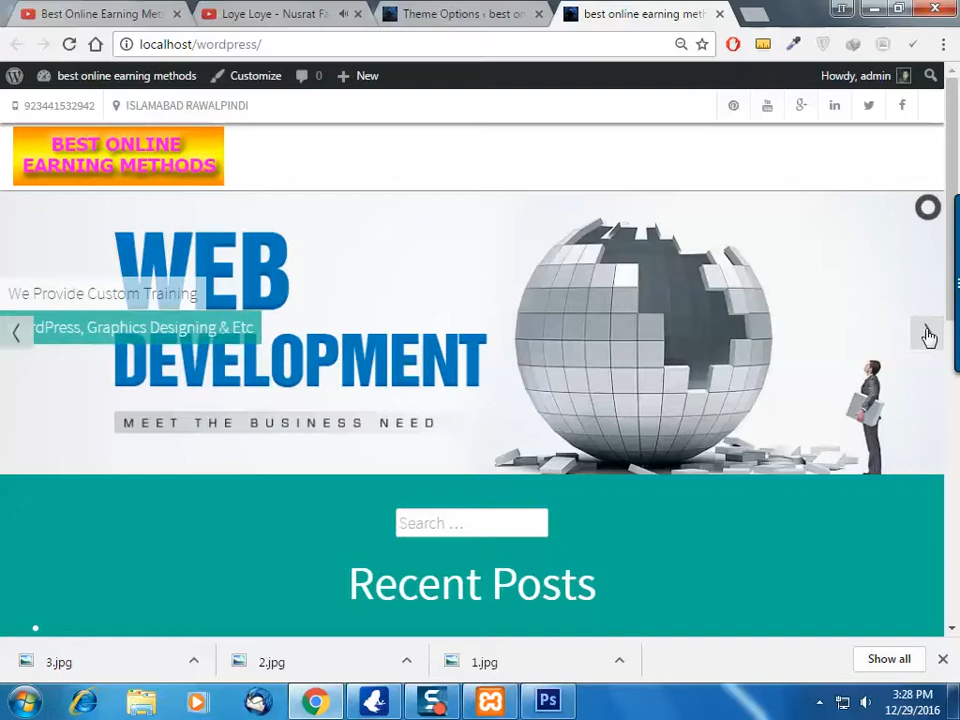 Best Online Earning Met
Loye Loye - Nusrat Fa
Theme Options ‹ best on
best online earning meth
IT
localhost/wordpress/
best online earning methods
Customize
0
New
Howdy, admin
923441532942
ISLAMABAD RAWALPINDI
BEST ONLINE
EARNING METHODS
WEB
We Provide Custom Training
rdPress, Graphics Designing & Etc
DEVELOPMENT
MEET THE BUSINESS NEED
Search …
Recent Posts
3.jpg
2.jpg
1.jpg
Show all
3:28 PM
12/29/2016